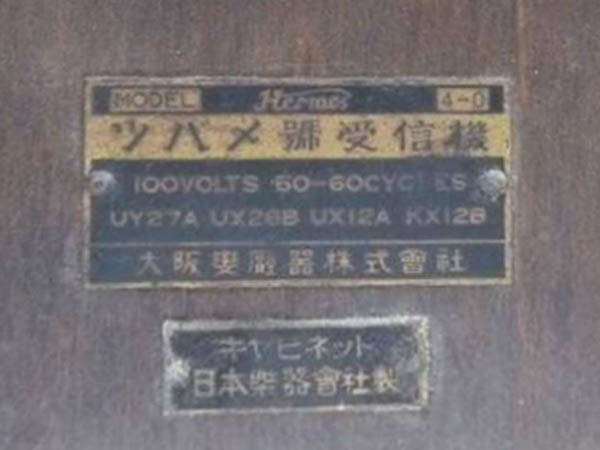 MODEL Hermes 4-0
ツバメ號受信機
100VOLTS 50-60CYCLES
UY27A UX26B UX12A KX12B
大阪變壓器株式會社
キャビネット
日本楽器會社製